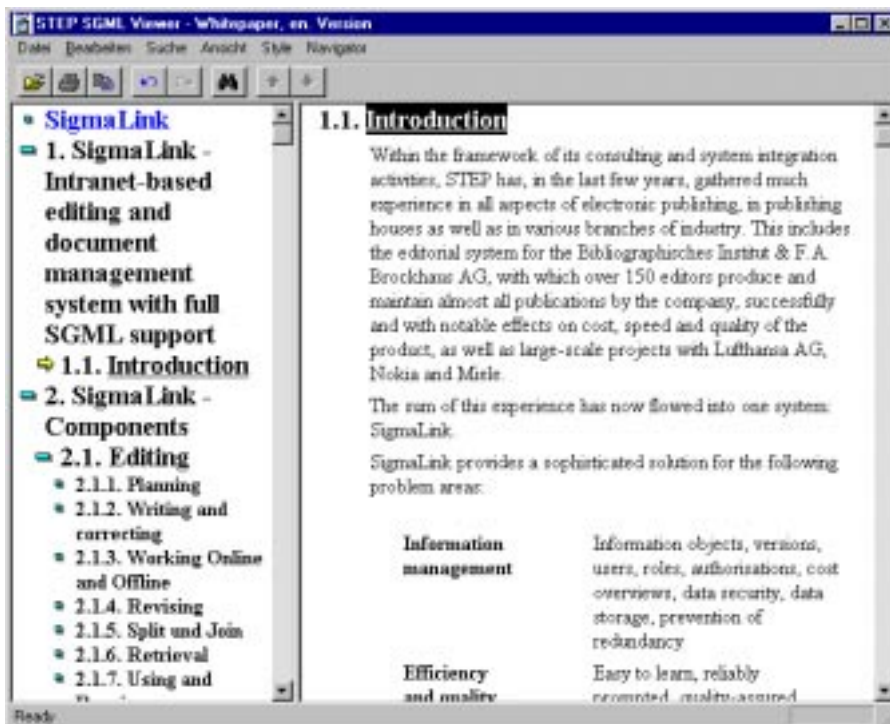 STEP SGML Viewer - Whitepaper, en. Version
Datei Bearbeiten Suche Ansicht Style Navigator
SigmaLink
1. SigmaLink -
Intranet-based
editing and
document
management
system with full
SGML support
1.1. Introduction
2. SigmaLink -
Components
2.1. Editing
2.1.1. Planning
2.1.2. Writing and
correcting
2.1.3. Working Online
and Offline
2.1.4. Revising
2.1.5. Split und Join
2.1.6. Retrieval
2.1.7. Using and
1.1. Introduction
Within the framework of its consulting and system integration
activities, STEP has, in the last few years, gathered much
experience in all aspects of electronic publishing, in publishing
houses as well as in various branches of industry. This includes
the editorial system for the Bibliographisches Institut & F.A.
Brockhaus AG, with which over 150 editors produce and
maintain almost all publications by the company, successfully
and with notable effects on cost, speed and quality of the
product, as well as large-scale projects with Lufthansa AG,
Nokia and Miele.
The sum of this experience has now flowed into one system:
SigmaLink.
SigmaLink provides a sophisticated solution for the following
problem areas:
Information
management
Information objects, versions,
users, roles, authorisations, cost
overviews, data security, data
storage, prevention of
redundancy
Efficiency
and quality
Easy to learn, reliably
prompted, quality-assured
Ready